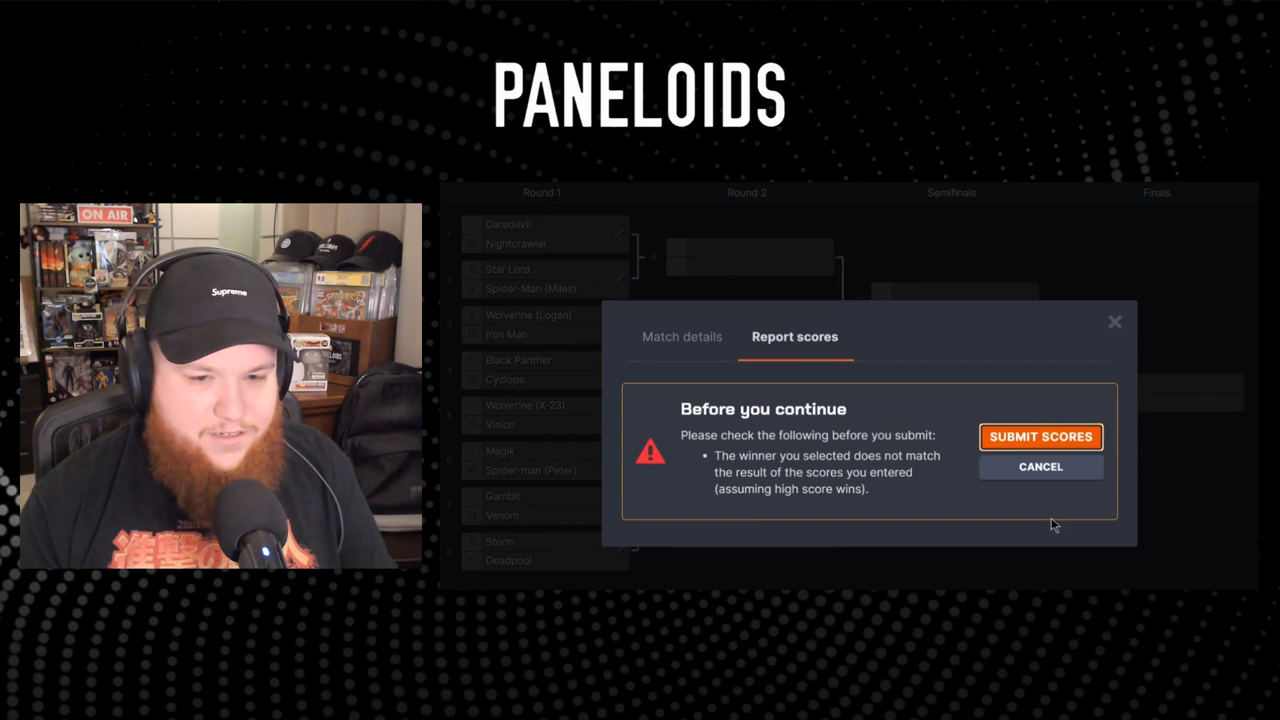 PANELOIDS
Round 1
Round 2
Semifinals
Finals
ON AIR
Supreme
進撃の
Daredevil
Nightcrawler
Star Lord
Spider-Man (Miles)
Wolverine (Logan)
Iron Man
Black Panther
Cyclops
Wolverine (X-23)
Vision
Magik
Spider-man (Peter)
Gambit
Venom
Storm
Deadpool
Match details
Report scores
Before you continue
Please check the following before you submit:
• The winner you selected does not match
the result of the scores you entered
(assuming high score wins).
SUBMIT SCORES
CANCEL